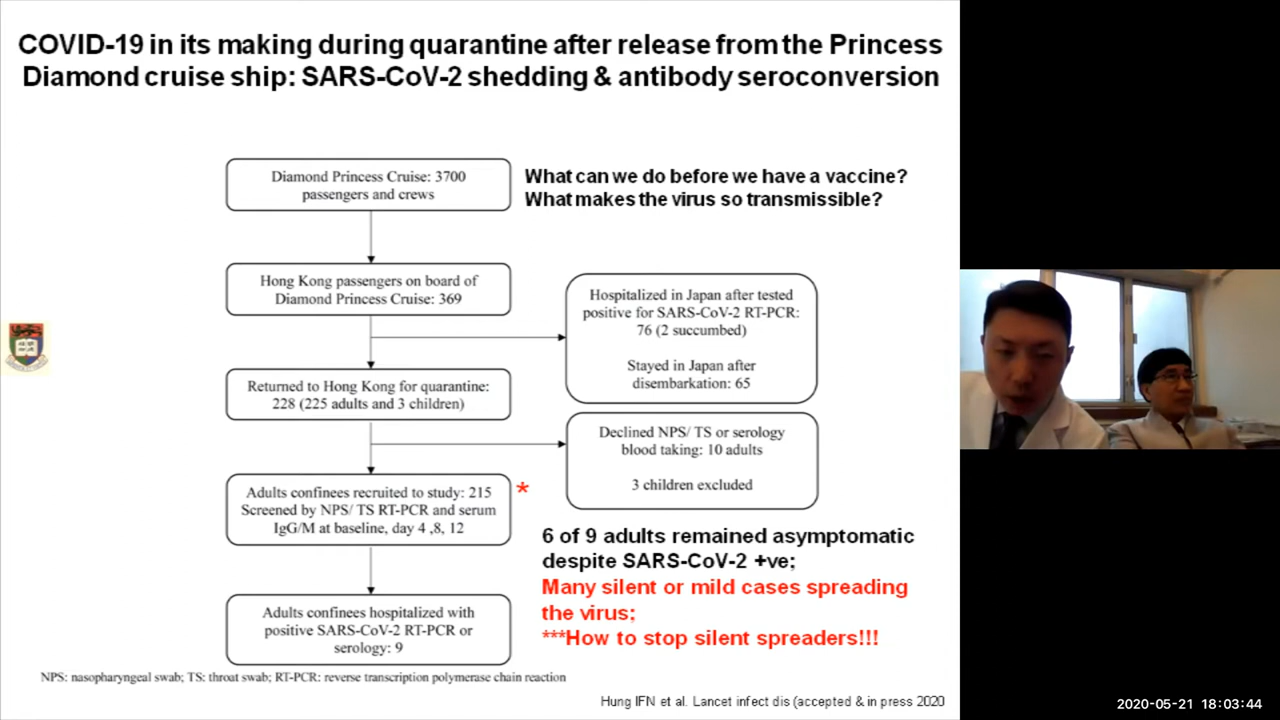 COVID-19 in its making during quarantine after release from the Princess
Diamond cruise ship: SARS-CoV-2 shedding & antibody seroconversion
Diamond Princess Cruise: 3700
passengers and crews
What can we do before we have a vaccine?
What makes the virus so transmissible?
Hong Kong passengers on board of
Diamond Princess Cruise: 369
Hospitalized in Japan after tested
positive for SARS-CoV-2 RT-PCR:
76 (2 succumbed)
Stayed in Japan after
disembarkation: 65
Returned to Hong Kong for quarantine:
228 (225 adults and 3 children)
Declined NPS/ TS or serology
blood taking: 10 adults
3 children excluded
Adults confinees recruited to study: 215
Screened by NPS/ TS RT-PCR and serum
IgG/M at baseline, day 4 ,8, 12
*
6 of 9 adults remained asymptomatic
despite SARS-CoV-2 +ve;
Many silent or mild cases spreading
the virus;
***How to stop silent spreaders!!!
Adults confinees hospitalized with
positive SARS-CoV-2 RT-PCR or
serology: 9
NPS: nasopharyngeal swab; TS: throat swab; RT-PCR: reverse transcription polymerase chain reaction
Hung IFN et al. Lancet infect dis (accepted & in press 2020
2020-05-21 18:03:44